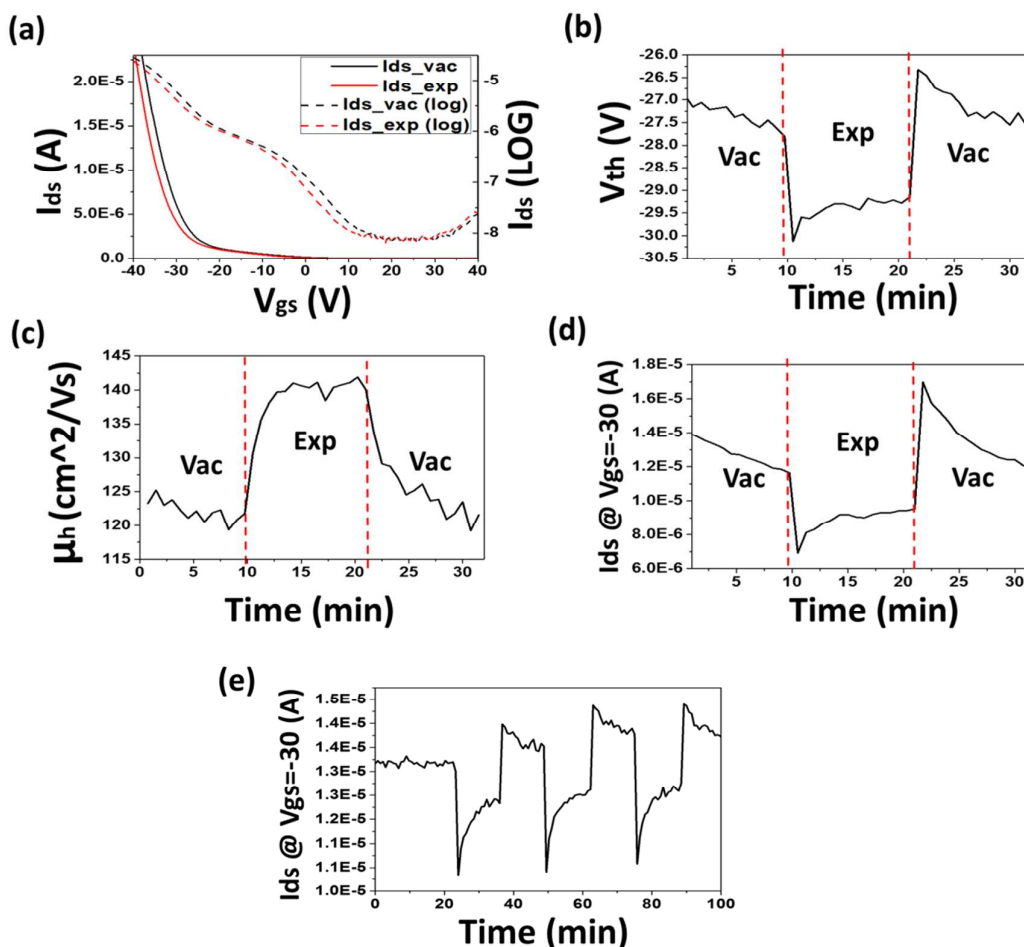 (a)
Ids_vac
Ids_exp
Ids_vac (log)
Ids_exp (log)
2.0E-5
1.5E-5
1.0E-5
5.0E-6
0.0
-5
-6
-7
-8
Ids (A)
Ids (LOG)
-40 -30 -20 -10 0 10 20 30 40
Vgs (V)
(b)
-26.0
-26.5
-27.0
-27.5
-28.0
-28.5
-29.0
-29.5
-30.0
-30.5
Vth (V)
Vac
Exp
Vac
5 10 15 20 25 30
Time (min)
(c)
145
140
135
130
125
120
115
μh (cm^2/Vs)
Vac
Exp
Vac
0 5 10 15 20 25 30
Time (min)
(d)
1.8E-5
1.6E-5
1.4E-5
1.2E-5
1.0E-5
8.0E-6
6.0E-6
Ids @ Vgs=-30 (A)
Vac
Exp
Vac
5 10 15 20 25 30
Time (min)
(e)
1.5E-5
1.4E-5
1.4E-5
1.3E-5
1.3E-5
1.2E-5
1.1E-5
1.1E-5
1.0E-5
Ids @ Vgs=-30 (A)
0 20 40 60 80 100
Time (min)